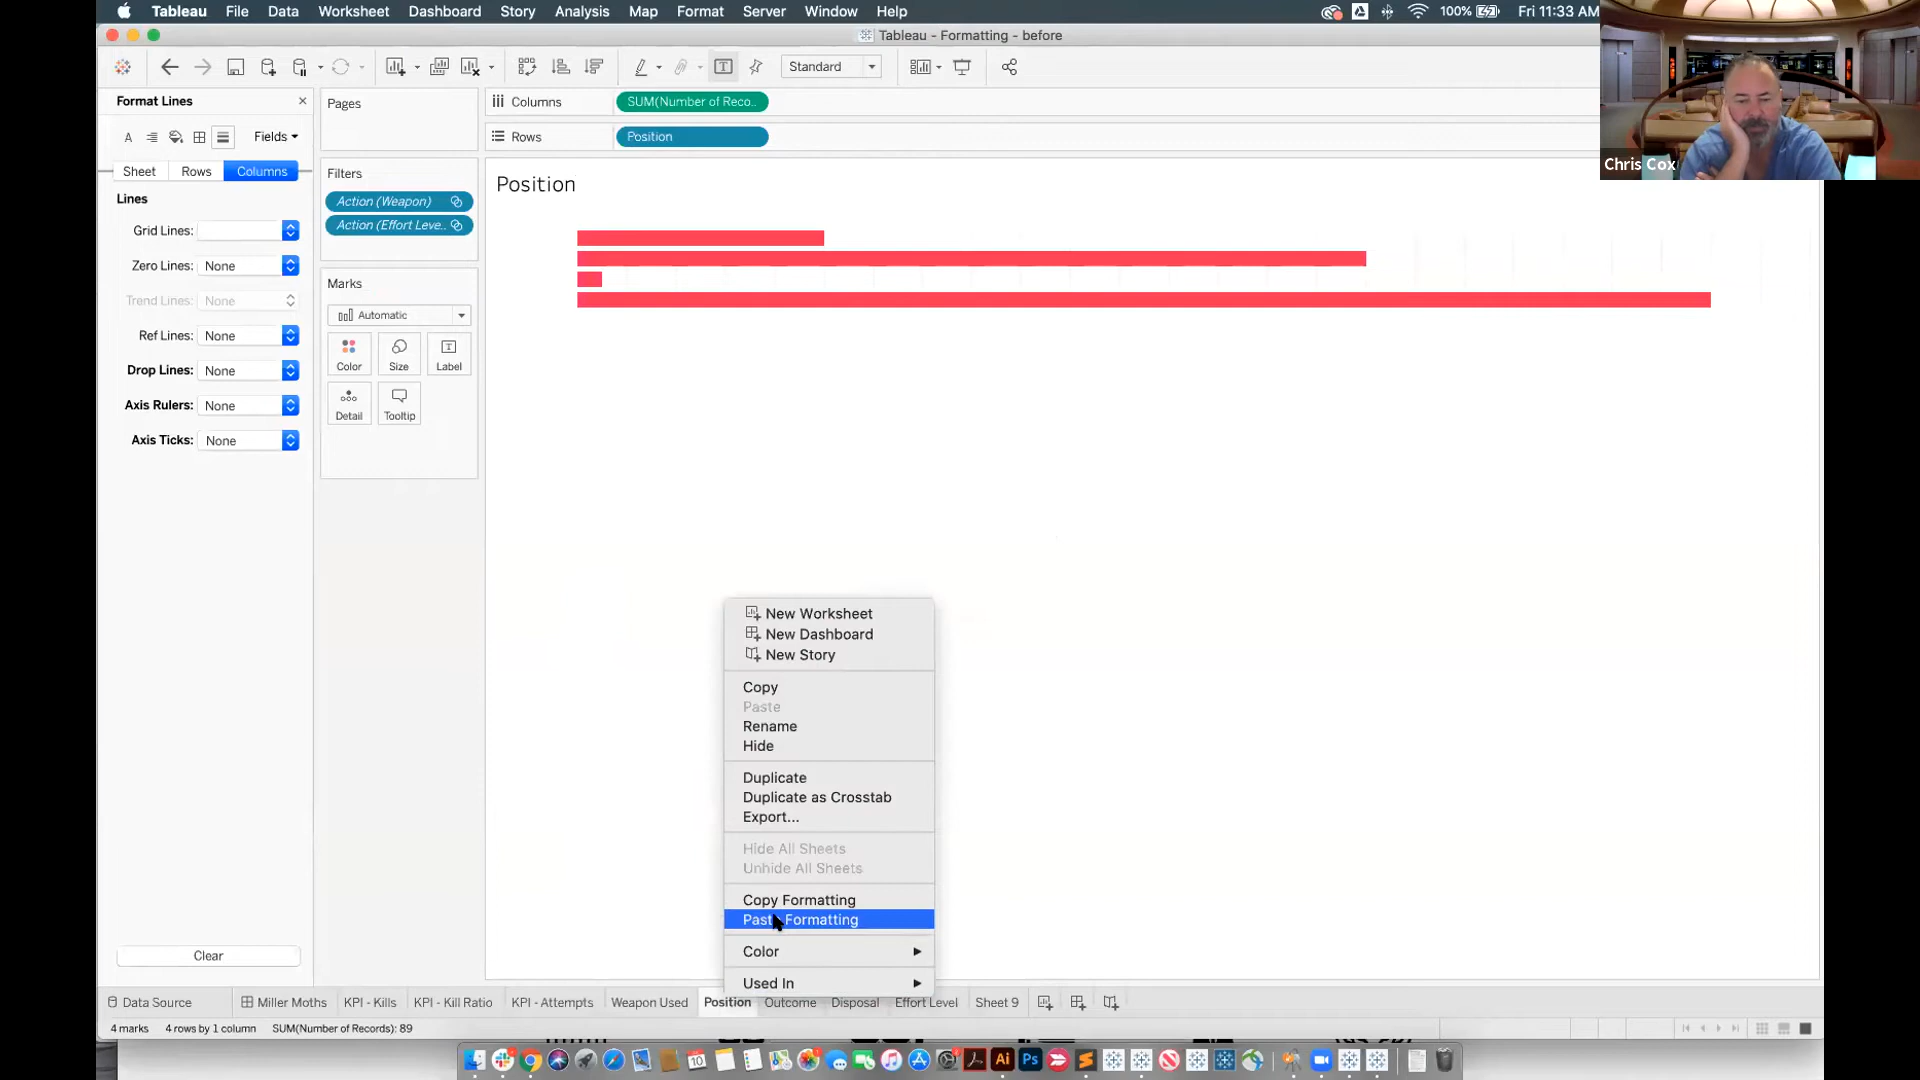 Tableau File Data Worksheet Dashboard Story Analysis Map Format Server Window Help 100% Fri 11:33 AM
Tableau - Formatting - before
Standard
Format Lines
Fields
Sheet Rows Columns
Lines
Grid Lines:
Zero Lines: None
Trend Lines: None
Ref Lines: None
Drop Lines: None
Axis Rulers: None
Axis Ticks: None
Clear
Pages
Filters
Action (Weapon)
Action (Effort Leve..
Marks
Automatic
Color Size Label
Detail Tooltip
Columns SUM(Number of Reco..
Rows Position
Position
Chris Cox
New Worksheet
New Dashboard
New Story
Copy
Paste
Rename
Hide
Duplicate
Duplicate as Crosstab
Export...
Hide All Sheets
Unhide All Sheets
Copy Formatting
Paste Formatting
Color
Used In
Data Source Miller Moths KPI - Kills KPI - Kill Ratio KPI - Attempts Weapon Used Position Outcome Disposal Effort Level Sheet 9
4 marks 4 rows by 1 column SUM(Number of Records): 89
10 Ai Ps